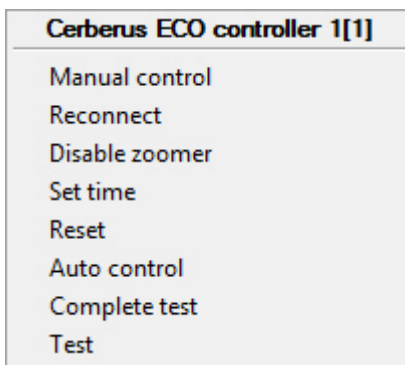 Cerberus ECO controller 1[1]
Manual control
Reconnect
Disable zoomer
Set time
Reset
Auto control
Complete test
Test